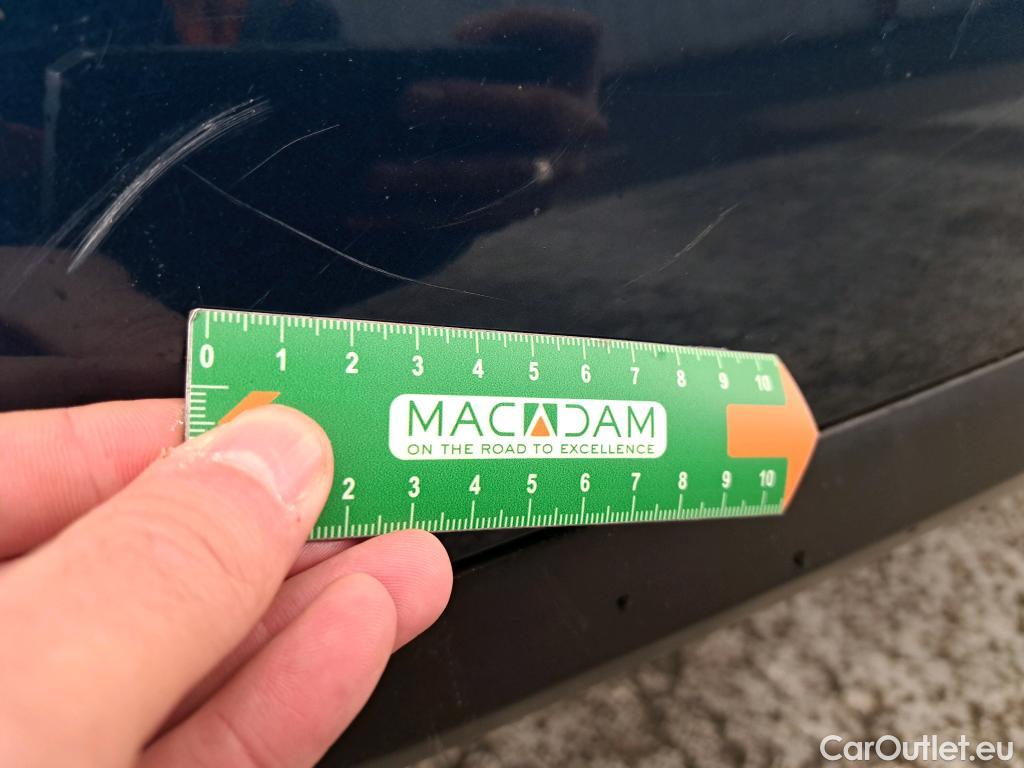 0 1 2 3 4 5 6 7 8 9 10
MACADAM
ON THE ROAD TO EXCELLENCE
2 3 4 5 6 7 8 9 10
CarOutlet.eu